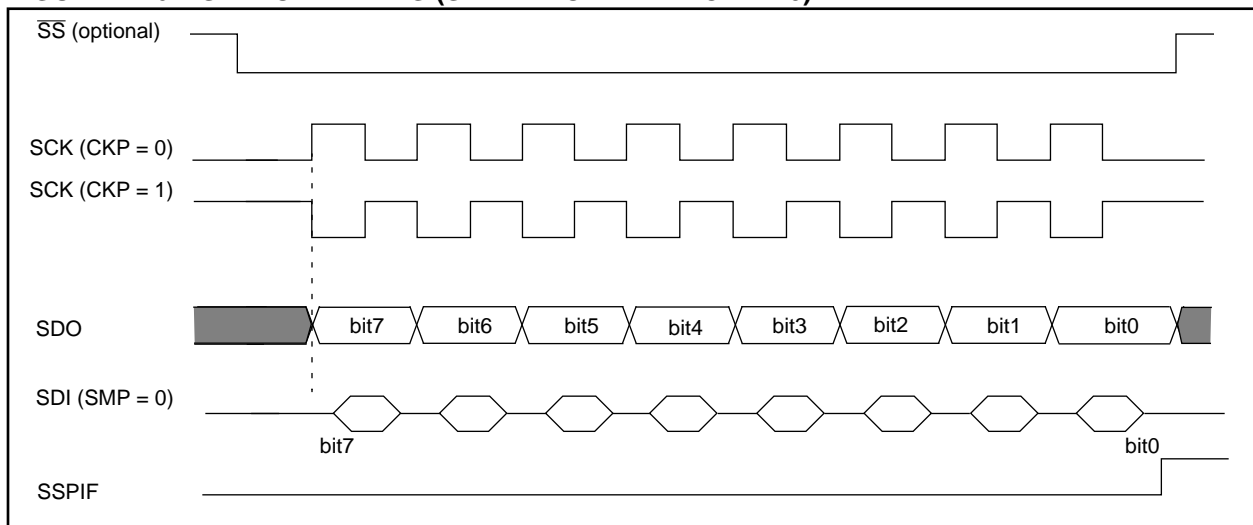 SS (optional)
SCK (CKP = 0)
SCK (CKP = 1)
SDO
bit7 bit6 bit5 bit4 bit3 bit2 bit1 bit0
SDI (SMP = 0)
bit7 bit0
SSPIF